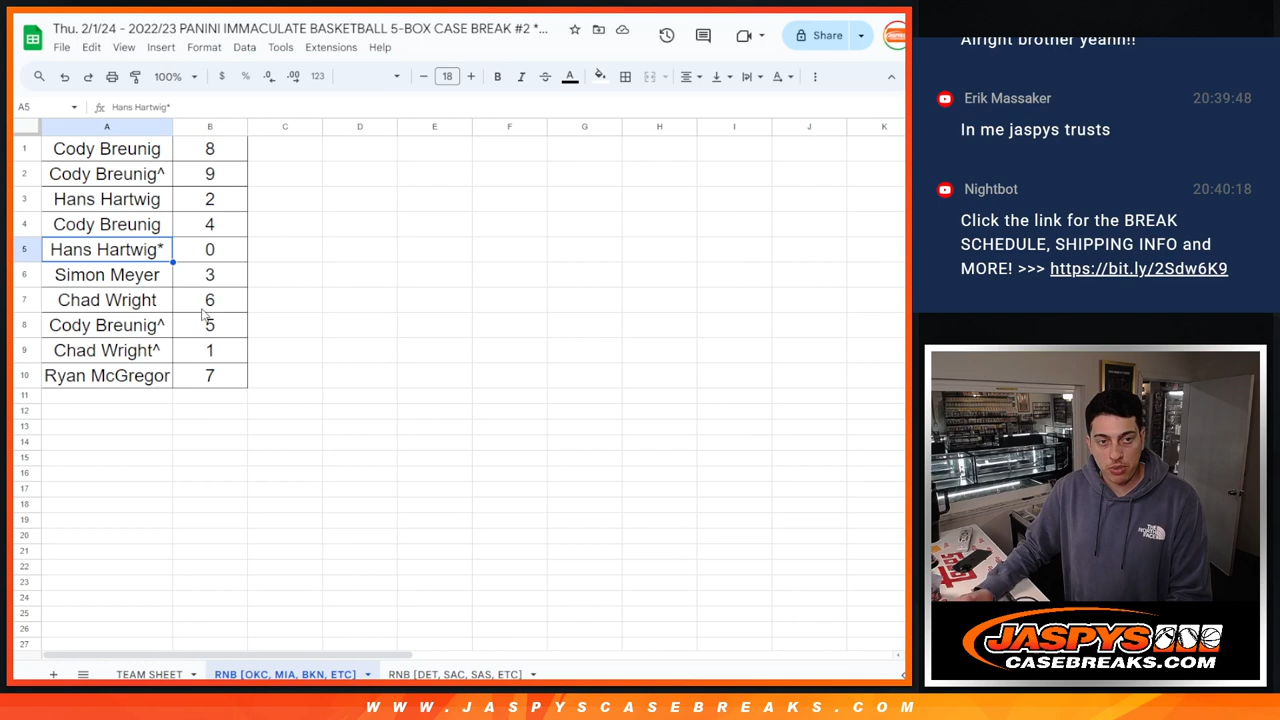 Thu. 2/1/24 - 2022/23 PANINI IMMACULATE BASKETBALL 5-BOX CASE BREAK #2 *...
File Edit View Insert Format Data Tools Extensions Help
Share
100% $ % .0 .00 123 18 B I A
A5 fx Hans Hartwig*
A B C D E F G H I J K
1 Cody Breunig 8
2 Cody Breunig^ 9
3 Hans Hartwig 2
4 Cody Breunig 4
5 Hans Hartwig* 0
6 Simon Meyer 3
7 Chad Wright 6
8 Cody Breunig^ 5
9 Chad Wright^ 1
10 Ryan McGregor 7
11
12
13
14
15
16
17
18
19
20
21
22
23
24
25
26
27
TEAM SHEET RNB [OKC, MIA, BKN, ETC] RNB [DET, SAC, SAS, ETC]
Alright brother yeahh!!
Erik Massaker 20:39:48
In me jaspys trusts
Nightbot 20:40:18
Click the link for the BREAK
SCHEDULE, SHIPPING INFO and
MORE! >>> https://bit.ly/2Sdw6K9
THE NORTH FACE
JASPYS
CASEBREAKS.COM
WWW.JASPYSCASEBREAKS.COM